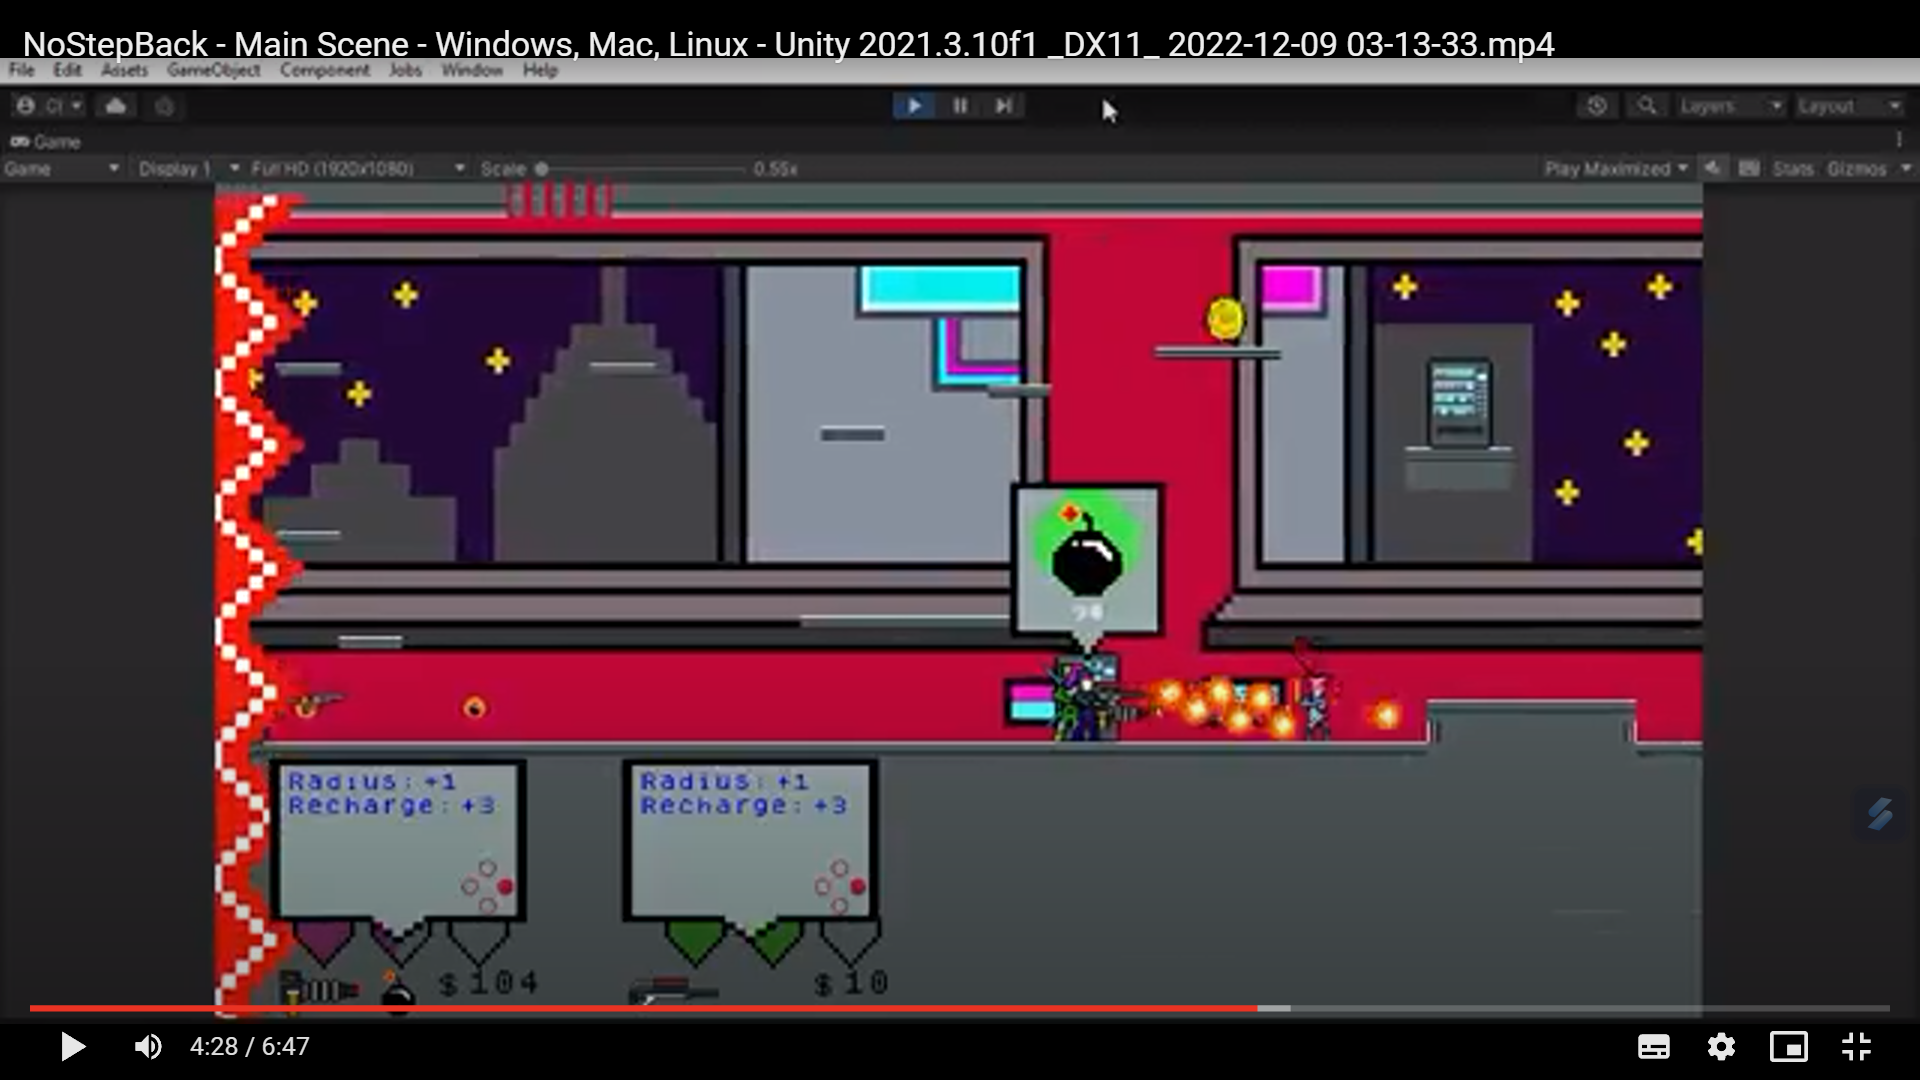 NoStepBack - Main Scene - Windows, Mac, Linux - Unity 2021.3.10f1 _DX11_ 2022-12-09 03-13-33.mp4
File Edit Assets GameObject Component Jobs Window Help
CI Layers Layout
Game
Game Display 1 Full HD (1920x1080) Scale 0.55x Play Maximized Stats Gizmos
Radius: +1
Recharge: +3
Radius: +1
Recharge: +3
$104
$10
4:28 / 6:47